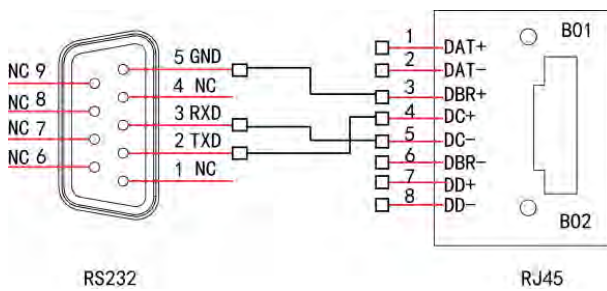 5 GND
NC 9
4 NC
NC 8
3 RXD
NC 7
2 TXD
NC 6
1 NC
RS232
1 DAT+
2 DAT-
3 DBR+
4 DC+
5 DC-
6 DBR-
7 DD+
8 DD-
B01
B02
RJ45